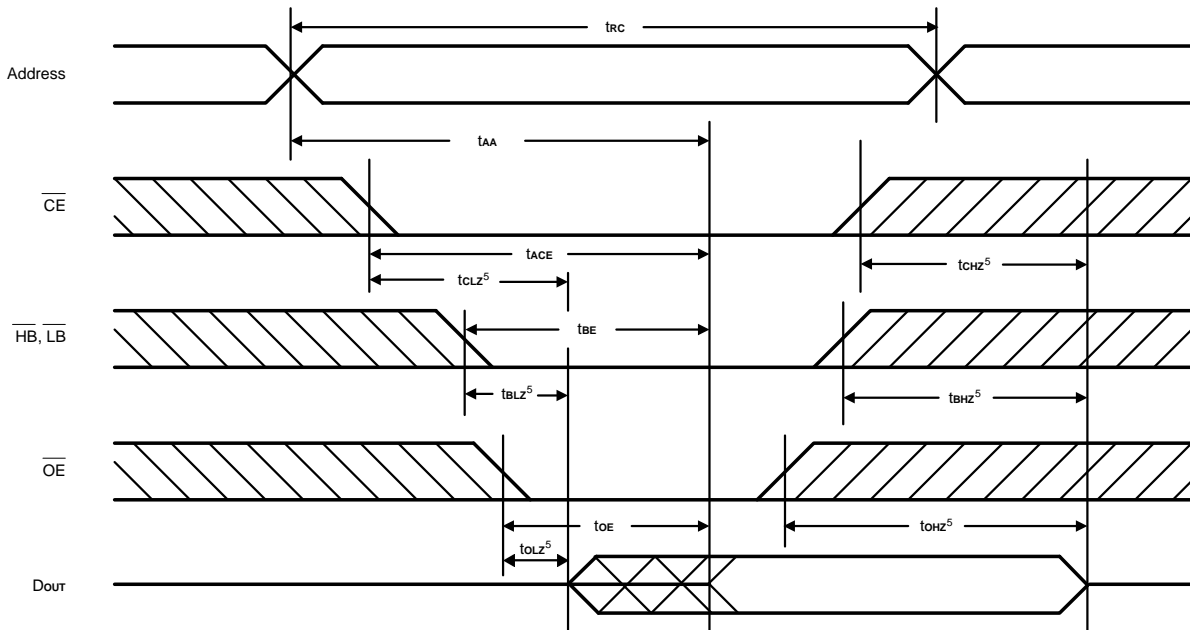 tRC
Address
tAA
CE
tACE
tCLZ⁵
tCHZ⁵
HB, LB
tBE
tBLZ⁵
tBHZ⁵
OE
tOE
tOHZ⁵
tOLZ⁵
DOUT